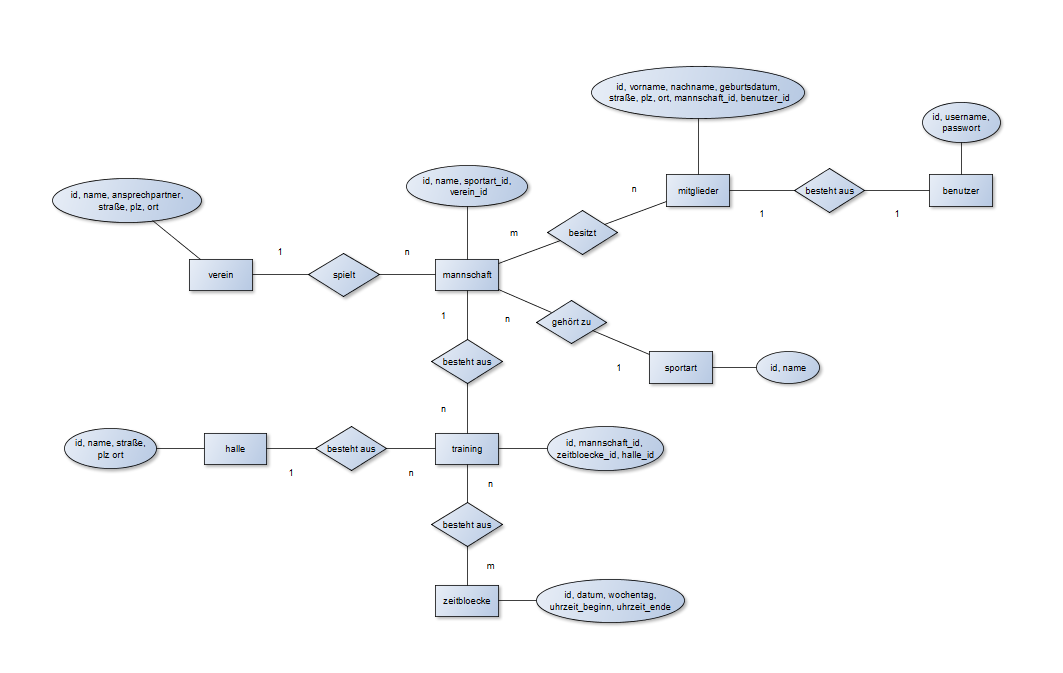 id, vorname, nachname, geburtsdatum,
straße, plz, ort, mannschaft_id, benutzer_id
id, username,
passwort
id, name, ansprechpartner,
straße, plz, ort
id, name, sportart_id,
verein_id
n
mitglieder
besteht aus
benutzer
1
1
m
besitzt
1
n
verein
spielt
mannschaft
1
n
gehört zu
besteht aus
1
sportart
id, name
n
id, name, straße,
plz ort
halle
besteht aus
training
id, mannschaft_id,
zeitbloecke_id, halle_id
1
n
n
besteht aus
m
zeitbloecke
id, datum, wochentag,
uhrzeit_beginn, uhrzeit_ende